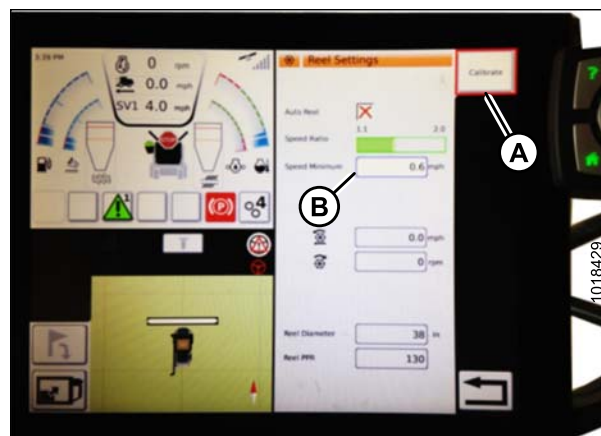 3:26 PM
0 rpm
0.0 mph
SV1 4.0 mph
1
4
Reel Settings
Auto Reel
Speed Ratio
1.1 2.0
Speed Minimum 0.6 mph
0.0 mph
0 rpm
Reel Diameter 38 in
Reel PPR 130
Calibrate
A
B
(P)
?
1018429